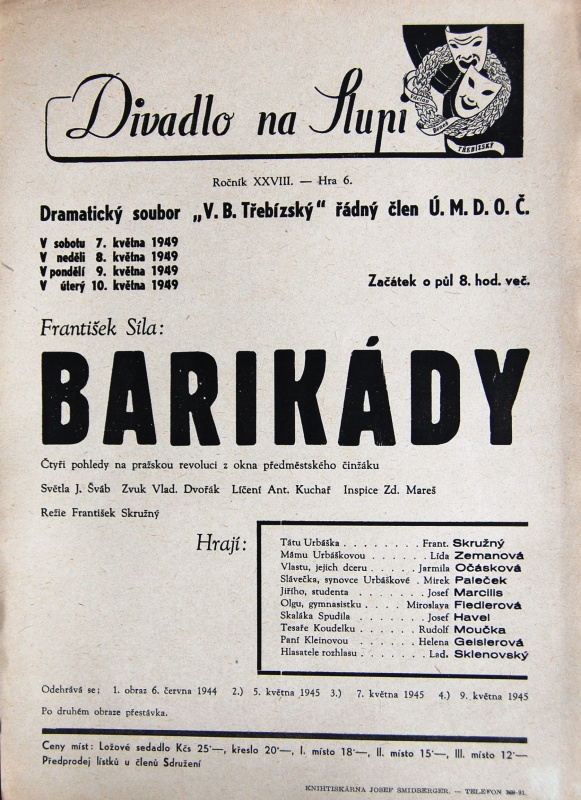 Divadlo na Slupi
TŘEBÍZSKÝ
Ročník XXVIII. — Hra 6.
Dramatický soubor „V. B. Třebízský" řádný člen Ú. M. D. O. Č.
V sobotu 7. května 1949
V neděli 8. května 1949
V pondělí 9. května 1949
V úterý 10. května 1949
Začátek o půl 8. hod. več.
František Síla:
BARIKÁDY
Čtyři pohledy na pražskou revoluci z okna předměstského činžáku
Světla J. Šváb Zvuk Vlad. Dvořák Líčení Ant. Kuchař Inspice Zd. Mareš
Režie František Skružný
Hrají:
Tátu Urbáška . . . . . . . . Frant. Skružný
Mámu Urbáškovou . . . . . . Lída Zemanová
Vlastu, jejich dceru . . . . . Jarmila Očásková
Slávečka, synovce Urbáškové . Mirek Paleček
Jiřího, studenta . . . . . . . Josef Marcilis
Olgu, gymnasistku . . . . Miroslava Fiedlerová
Skaláka Spudila . . . . . . . Josef Havel
Tesaře Koudelku . . . . . . Rudolf Moučka
Paní Kleinovou . . . . . . Helena Geislerová
Hlasatele rozhlasu . . . . . . Lad. Sklenovský
Odehrává se: 1. obraz 6. června 1944 2.) 5. května 1945 3.) 7. května 1945 4.) 9. května 1945
Po druhém obraze přestávka.
Ceny míst: Ložové sedadlo Kčs 25·—, křeslo 20·—, I. místo 18·—, II. místo 15·—, III. místo 12·—
Předprodej lístků u členů Sdružení
KNIHTISKÁRNA JOSEF SMIDBERGER. — TELEFON